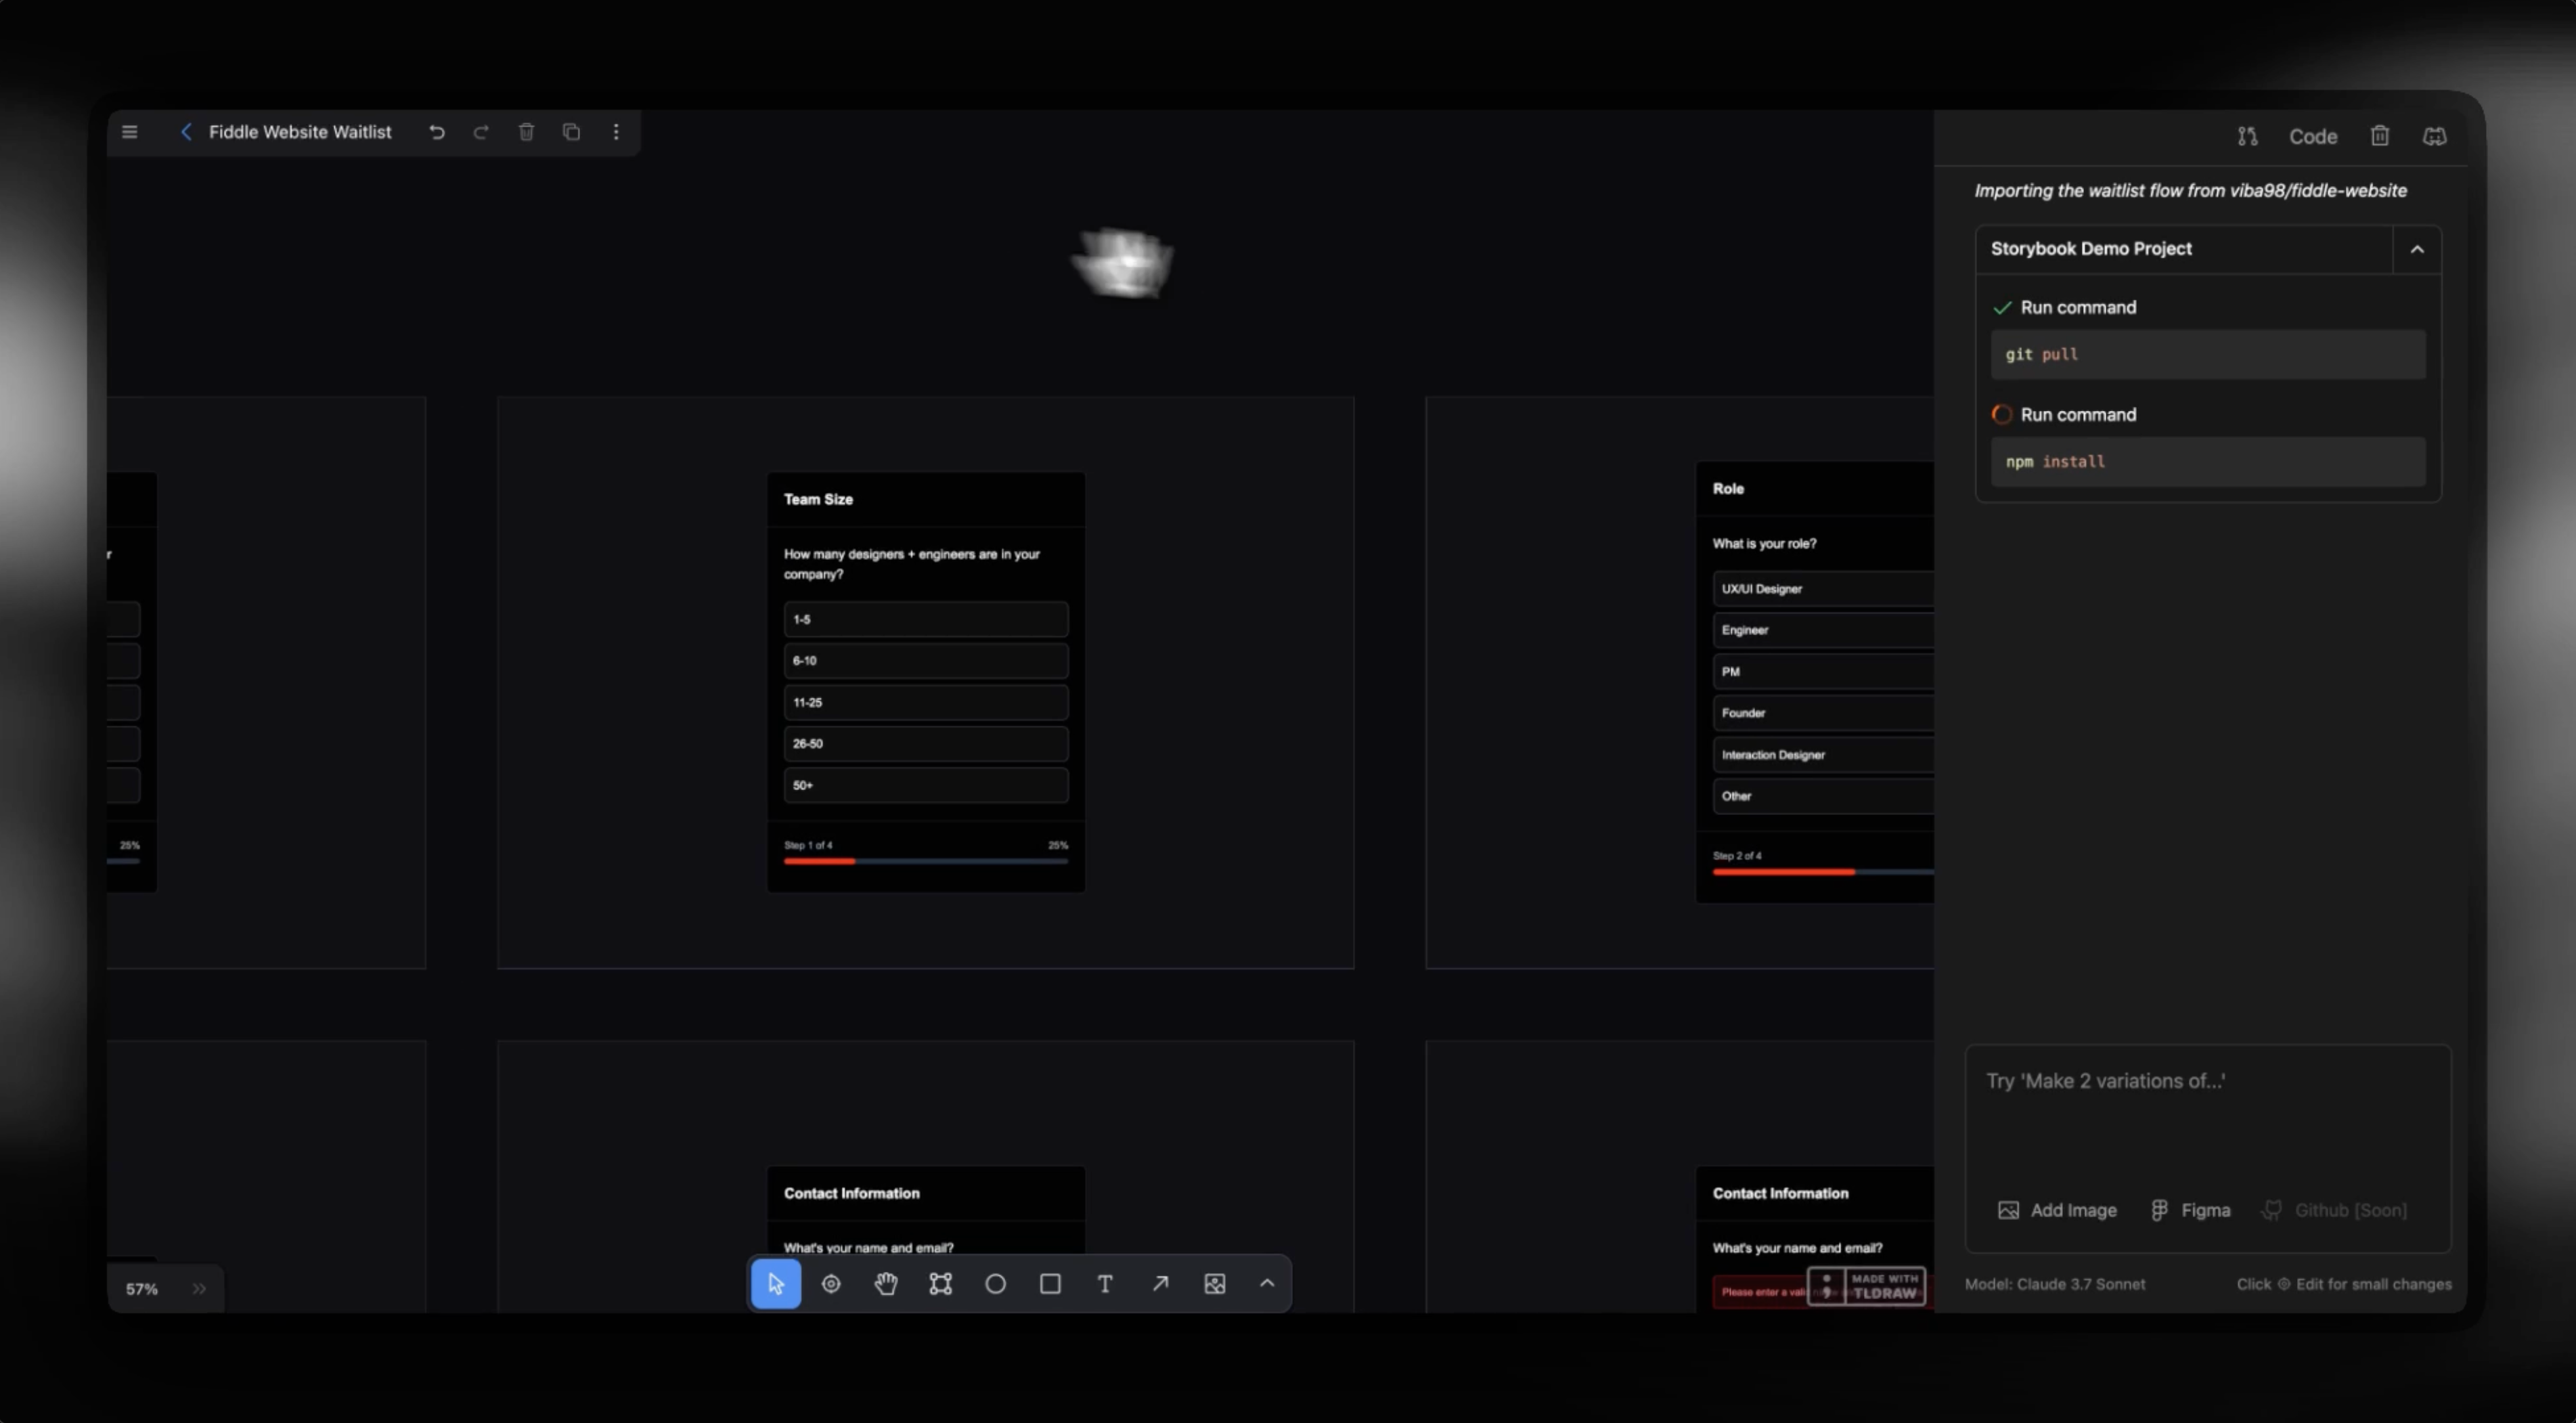 Fiddle Website Waitlist
Code
Importing the waitlist flow from viba98/fiddle-website
Storybook Demo Project
Run command
git pull
Run command
npm install
r
25%
Team Size
How many designers + engineers are in your
company?
1-5
6-10
11-25
26-50
50+
Step 1 of 4
25%
Role
What is your role?
UX/UI Designer
Engineer
PM
Founder
Interaction Designer
Other
Step 2 of 4
Contact Information
What's your name and email?
Contact Information
What's your name and email?
Please enter a vali
MADE WITH
TLDRAW
57%
Try 'Make 2 variations of...'
Add Image
Figma
Github [Soon]
Model: Claude 3.7 Sonnet
Click Edit for small changes